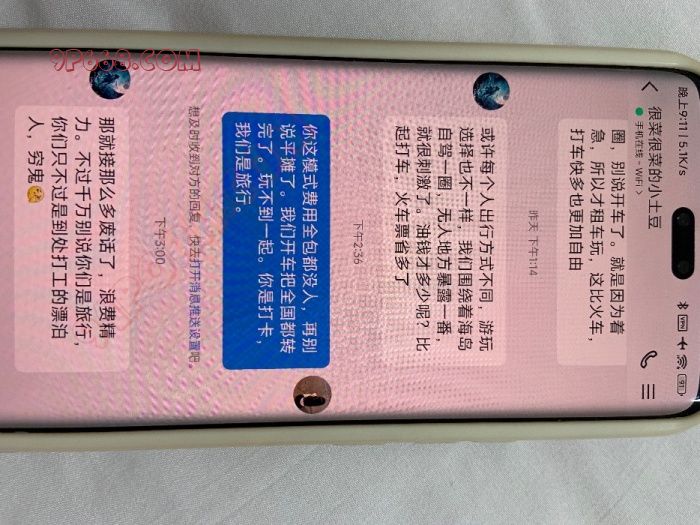 9P668.COM
晚上9:11 | 5.1K/s
VPN
91
很菜很菜的小土豆
手机在线 - WiFi >
圈，别说开车了。就是因为着
急，所以才租车玩，这比火车，
打车快多也更加自由
昨天 下午1:14
或许每个人出行方式不同，游玩
选择也不一样，我们围绕着海岛
自驾一圈，无人地方暴露一番，
就很刺激了。油钱才多少呢？比
起打车，火车票省多了
下午2:36
你这模式费用全包都没人，再别
说平摊了。我们开车把全国都转
完了。玩不到一起。你是打卡，
我们是旅行。
想及时收到对方的回复，快去打开消息推送设置吧。
下午3:00
那就接那么多废话了，浪费精
力。不过千万别说你们是旅行，
你们只不过是到处打工的漂泊
人，穷鬼